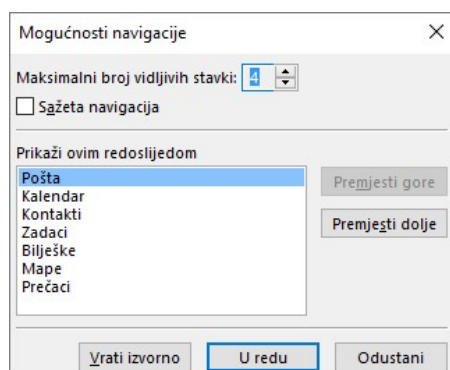 Mogućnosti navigacije
Maksimalni broj vidljivih stavki: 4
Sažeta navigacija
Prikaži ovim redoslijedom
Pošta
Kalendar
Kontakti
Zadaci
Bilješke
Mape
Prečaci
Premjesti gore
Premjesti dolje
Vrati izvorno U redu Odustani